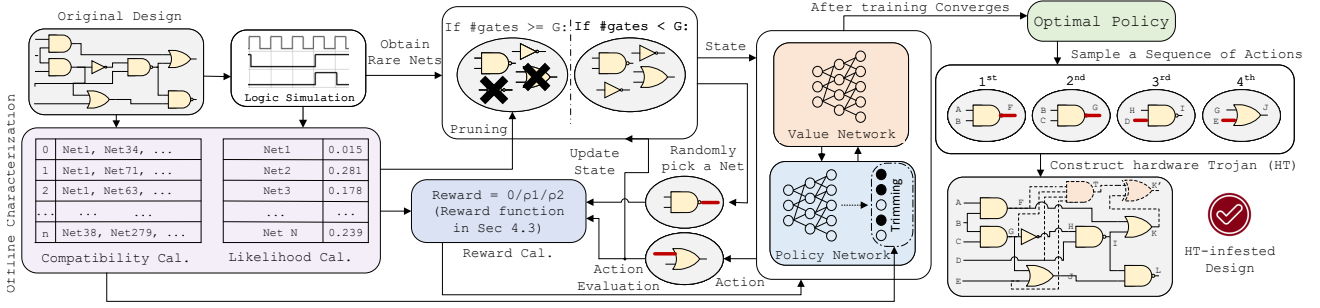 Original Design
Logic Simulation
Obtain
Rare Nets
Offline Characterization
0 Net1, Net34, ...
1 Net1, Net71, ...
2 Net1, Net63, ...
... ... ... ...
n Net38, Net279, ...
Compatibility Cal.
Net1 0.015
Net2 0.281
Net3 0.178
... ...
Net N 0.239
Likelihood Cal.
If #gates >= G:
If #gates < G:
Pruning
State
Update
State
Randomly
pick a Net
Reward = 0/ρ1/ρ2
(Reward function
in Sec 4.3)
Reward Cal.
Action
Evaluation
Action
After training Converges
Value Network
Policy Network
Trimming
Optimal Policy
Sample a Sequence of Actions
1st 2nd 3rd 4th
A B F
B C G
H D I
G E J
Construct hardware Trojan (HT)
A
B
C
D
E
F
G
H
I
J
K
L
T
K'
HT-infested
Design